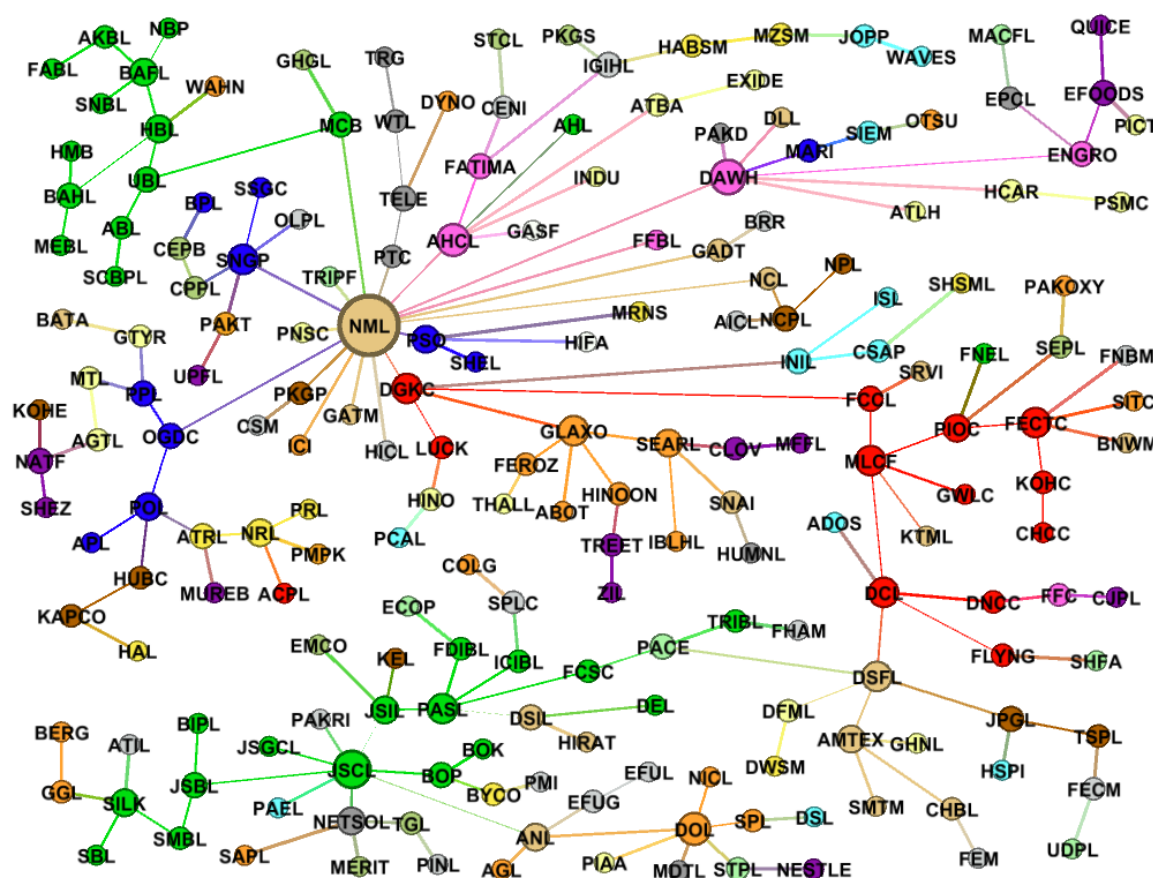 NBP
AKBL
FABL
BAFL
SNBL
WAHN
GHGL
TRG
STCL
PKGS
IGIHL
HABSM
MZSM
JOPP
WAVES
MACFL
QUICE
HBL
MCB
WTL
DYNO
CENI
ATBA
EXIDE
EPCL
EFOODS
PICT
HMB
BAHL
UBL
AHL
FATIMA
PAKD
DLL
MARI
SIEM
OTSU
ENGRO
DAWH
MEBL
ABL
SCBPL
BPL
SSGC
OLPL
CEPB
SNGP
CPPL
TELE
PTC
AHCL
INDU
GASF
FFBL
GADT
BRR
ATLH
HCAR
PSMC
TRIPF
NCL
NPL
ISL
SHSML
PAKOXY
BATA
GTYR
PAKT
PNSC
NML
PSO
MRNS
HIFA
AICL
NCPL
INIL
CSAP
SEPL
FNEL
FNBM
UPFL
SHEL
MTL
PPL
KOHE
OGDC
AGTL
NATF
SHEZ
PKGP
CSM
ICI
GATM
HICL
DGKC
LUCK
HINO
PCAL
GLAXO
SEARL
CLOV
MFFL
FEROZ
THALL
ABOT
HINOON
TREET
ZIL
IBLHL
SNAI
HUMNL
SRVI
FCCL
MLCF
PIOC
FECTC
SITC
BNWM
GWLC
KTML
KOHC
CHCC
POL
APL
HUBC
ATRL
NRL
PRL
PMPK
ACPL
MUREB
KAPCO
HAL
ADOS
DCL
DNCC
FFC
CJPL
FLYNG
SHFA
COLG
ECOP
SPLC
EMCO
KEL
FDIBL
ICIBL
FCSC
PACE
TRIBL
FHAM
DSFL
JSIL
PASL
DSIL
HIRAT
DEL
DFML
DWSM
AMTEX
GHNL
JPGL
HSPI
TSPL
BERG
ATIL
BIPL
JSGCL
PAKRI
JSCL
BOK
BOP
BYCO
PMI
EFUL
EFUG
NICL
GGL
SILK
JSBL
PAEL
SBL
SMBL
NETSOL
TGL
SAPL
MERIT
PINL
ANL
AGL
DOL
SPL
DSL
PIAA
MDTL
STPL
NESTLE
SMTM
CHBL
FEM
FECM
UDPL